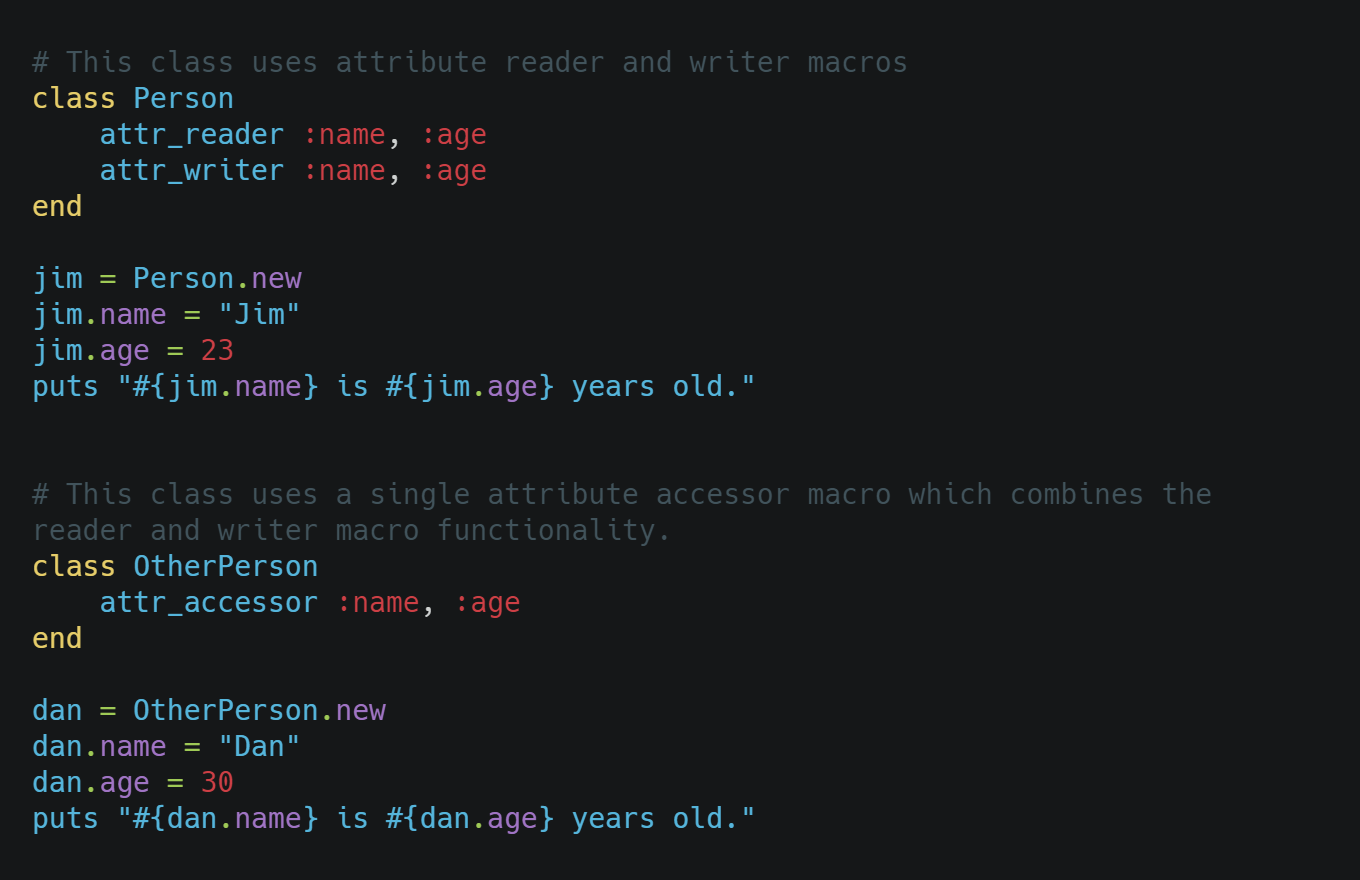 # This class uses attribute reader and writer macros
class Person
    attr_reader :name, :age
    attr_writer :name, :age
end

jim = Person.new
jim.name = "Jim"
jim.age = 23
puts "#{jim.name} is #{jim.age} years old."


# This class uses a single attribute accessor macro which combines the
reader and writer macro functionality.
class OtherPerson
    attr_accessor :name, :age
end

dan = OtherPerson.new
dan.name = "Dan"
dan.age = 30
puts "#{dan.name} is #{dan.age} years old."